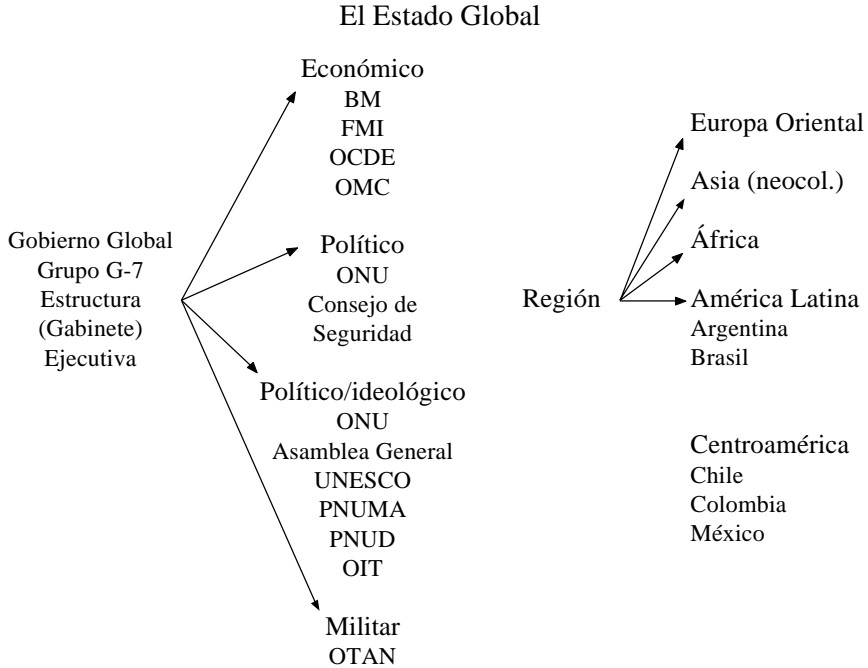 El Estado Global
Económico
BM
FMI
OCDE
OMC
Gobierno Global
Grupo G-7
Estructura
(Gabinete)
Ejecutiva
Político
ONU
Consejo de
Seguridad
Político/ideológico
ONU
Asamblea General
UNESCO
PNUMA
PNUD
OIT
Militar
OTAN
Región
Europa Oriental
Asia (neocol.)
África
América Latina
Argentina
Brasil
Centroamérica
Chile
Colombia
México